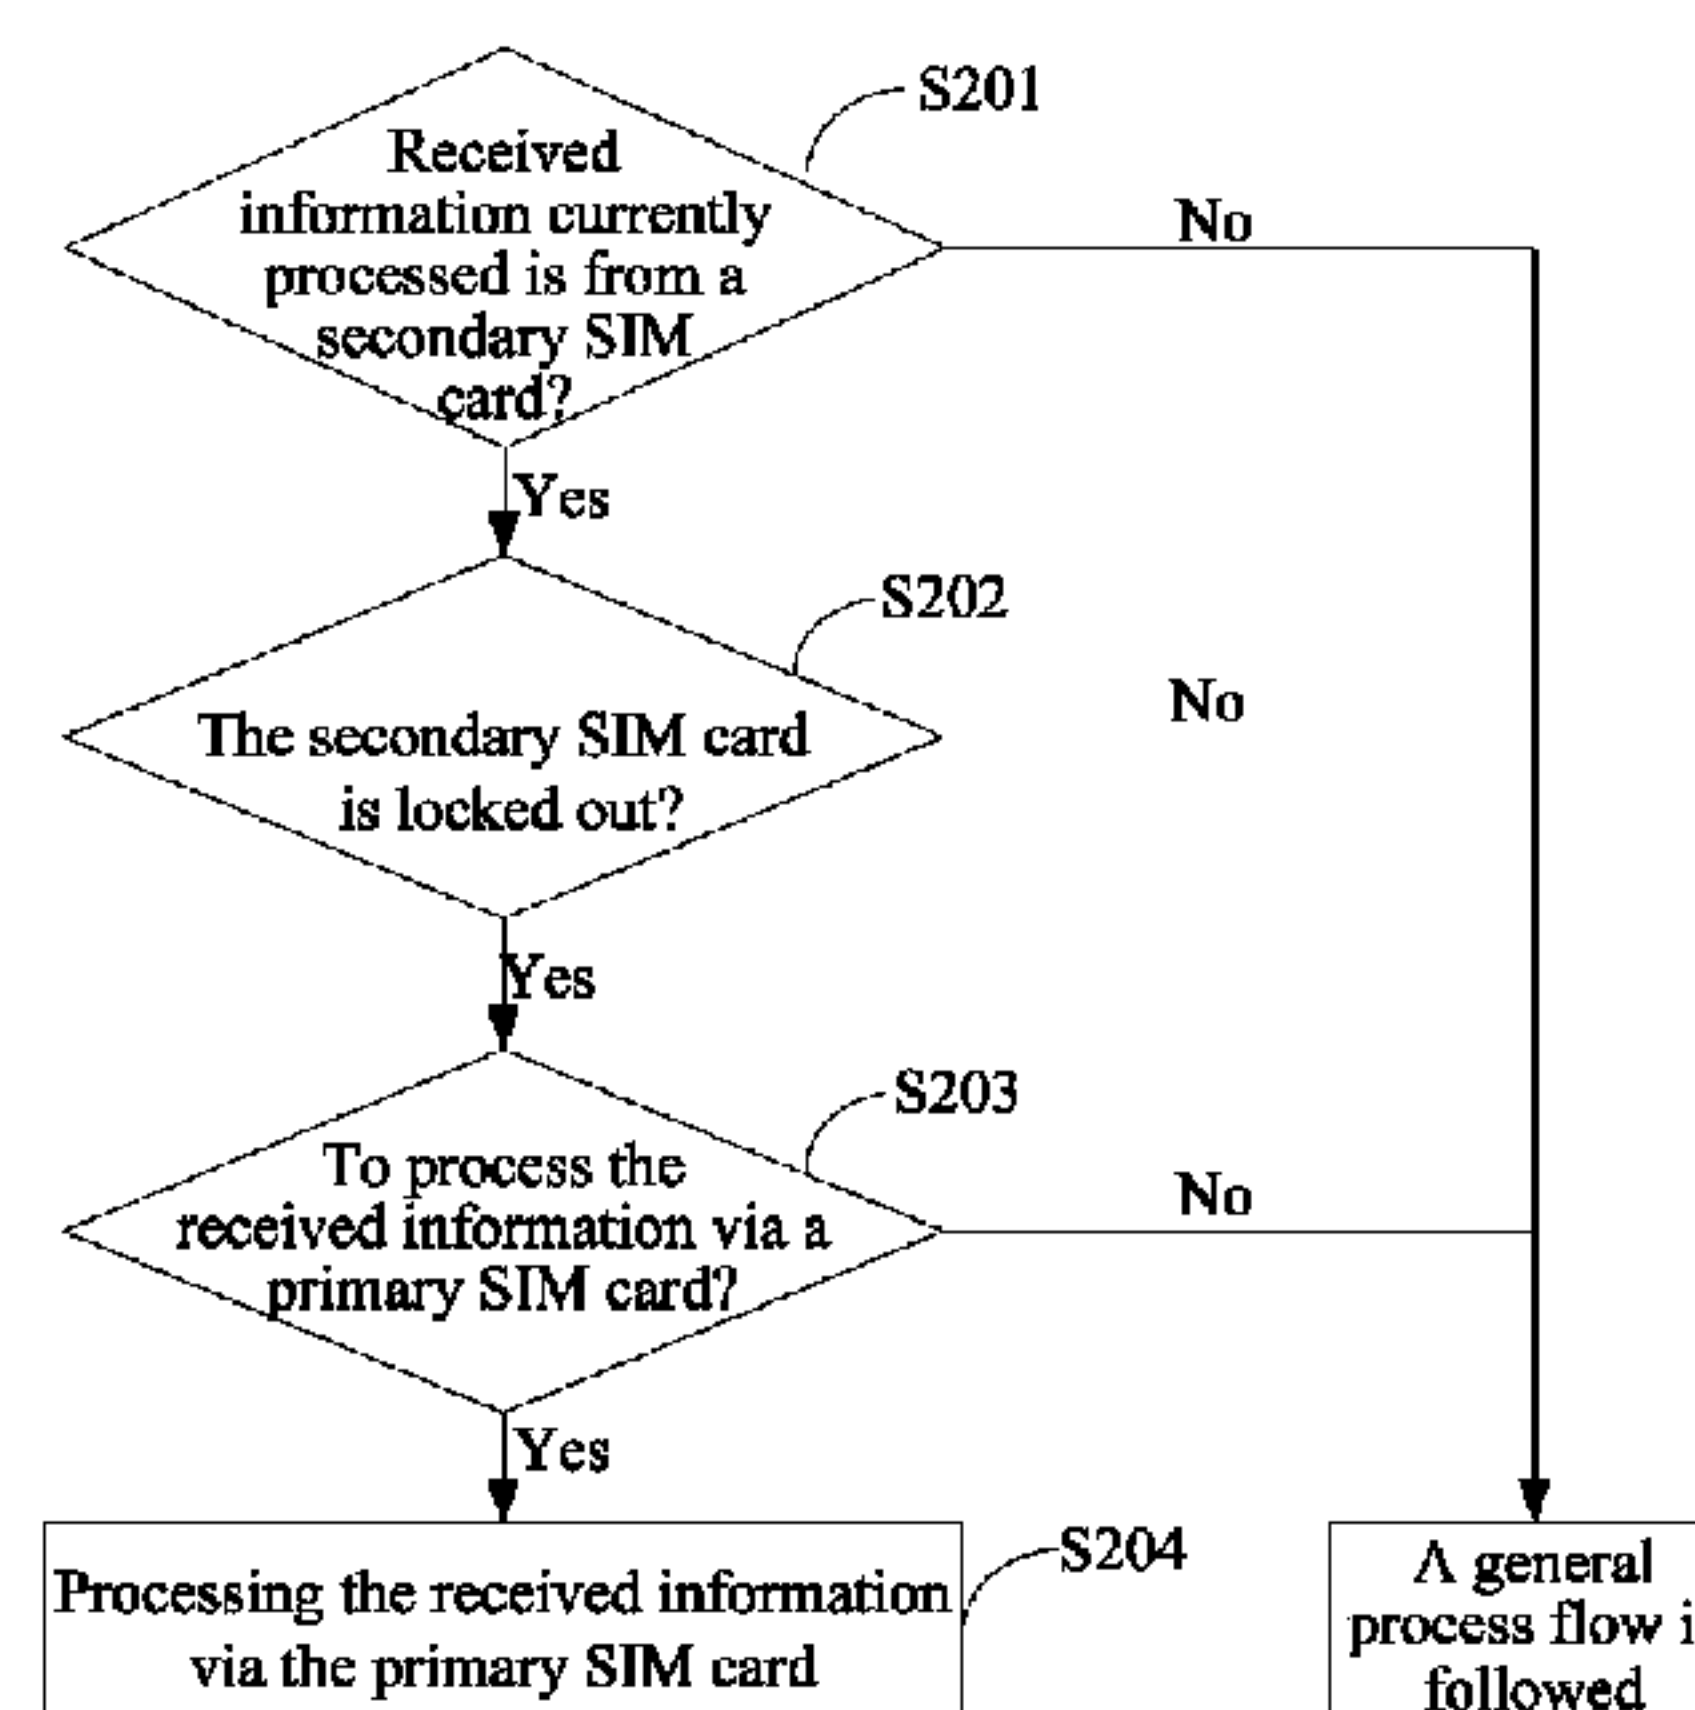 S201
Received
information currently
processed is from a
secondary SIM
card?
No
Yes
S202
The secondary SIM card
is locked out?
No
Yes
S203
To process the
received information via a
primary SIM card?
No
Yes
S204
Processing the received information
via the primary SIM card
A general
process flow i
followed